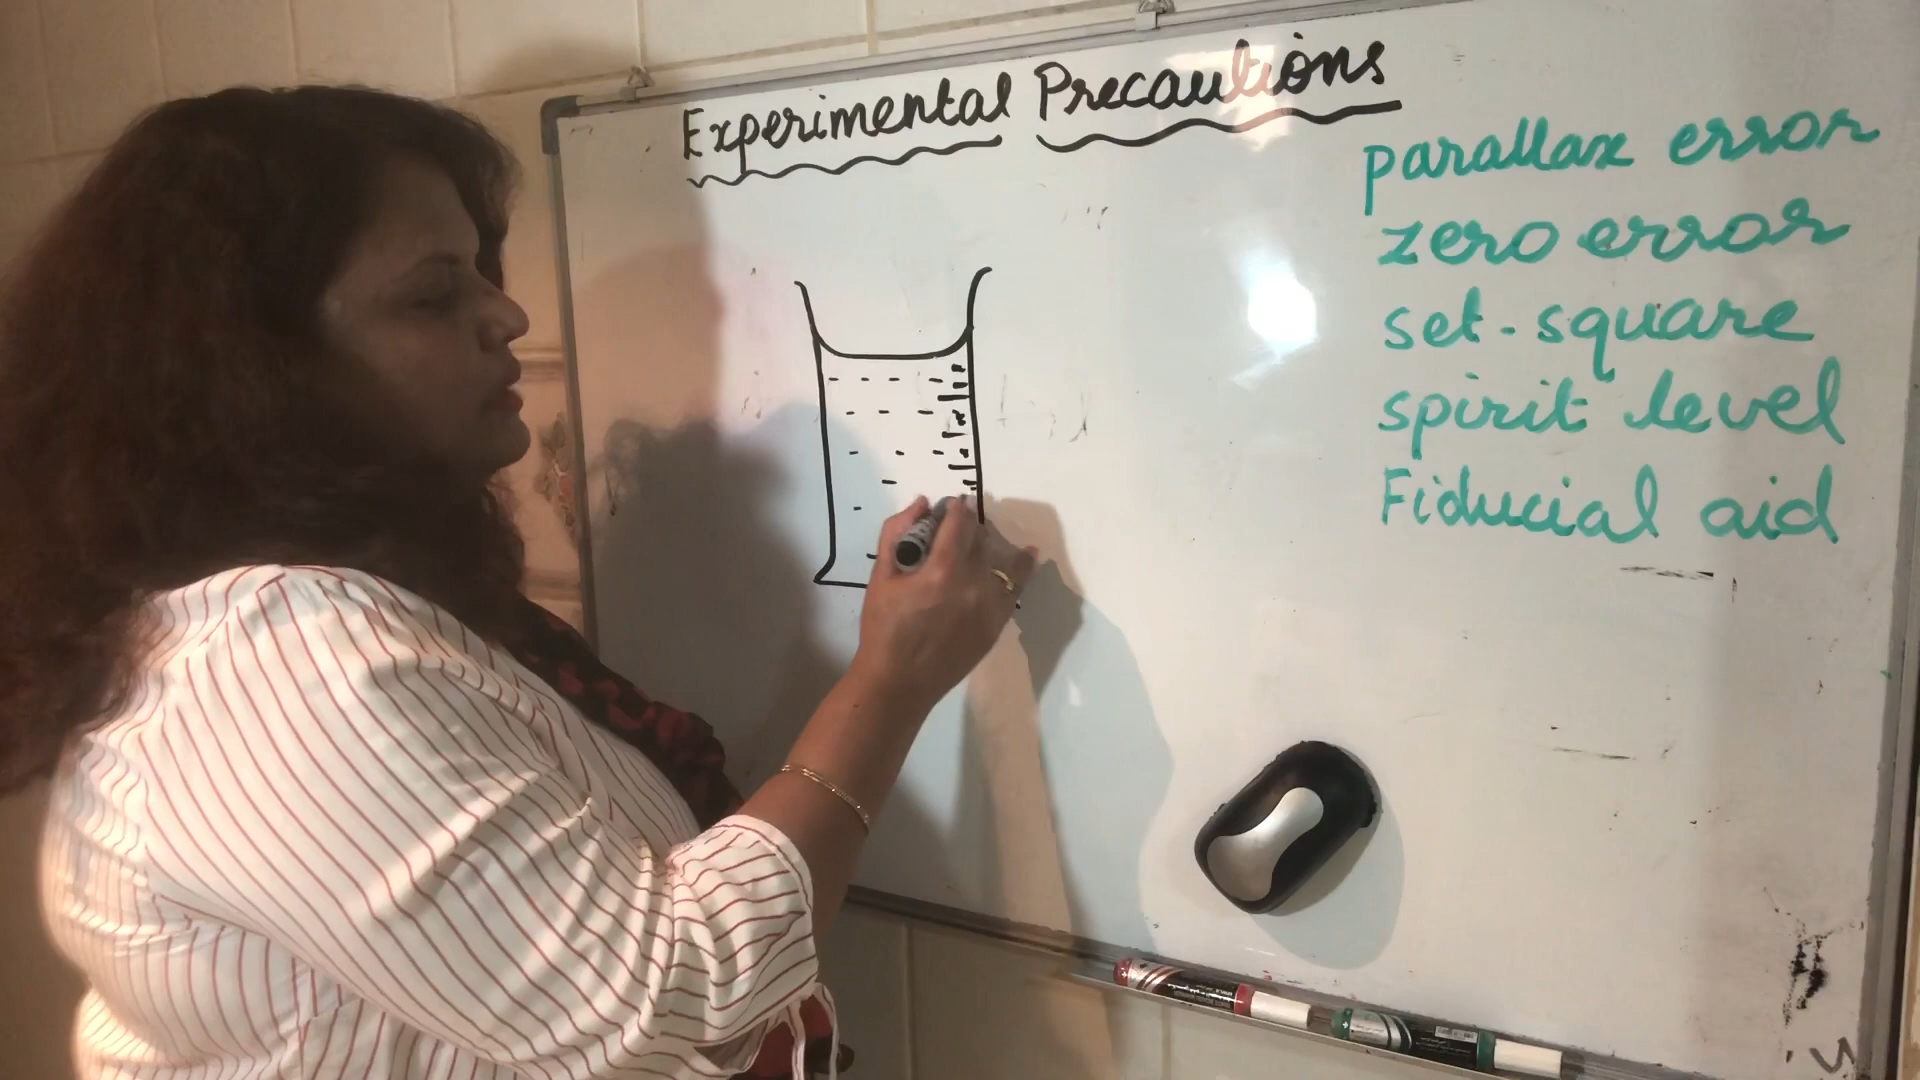 Experimental Precautions
parallax error
zero error
set-square
spirit level
Fiducial aid